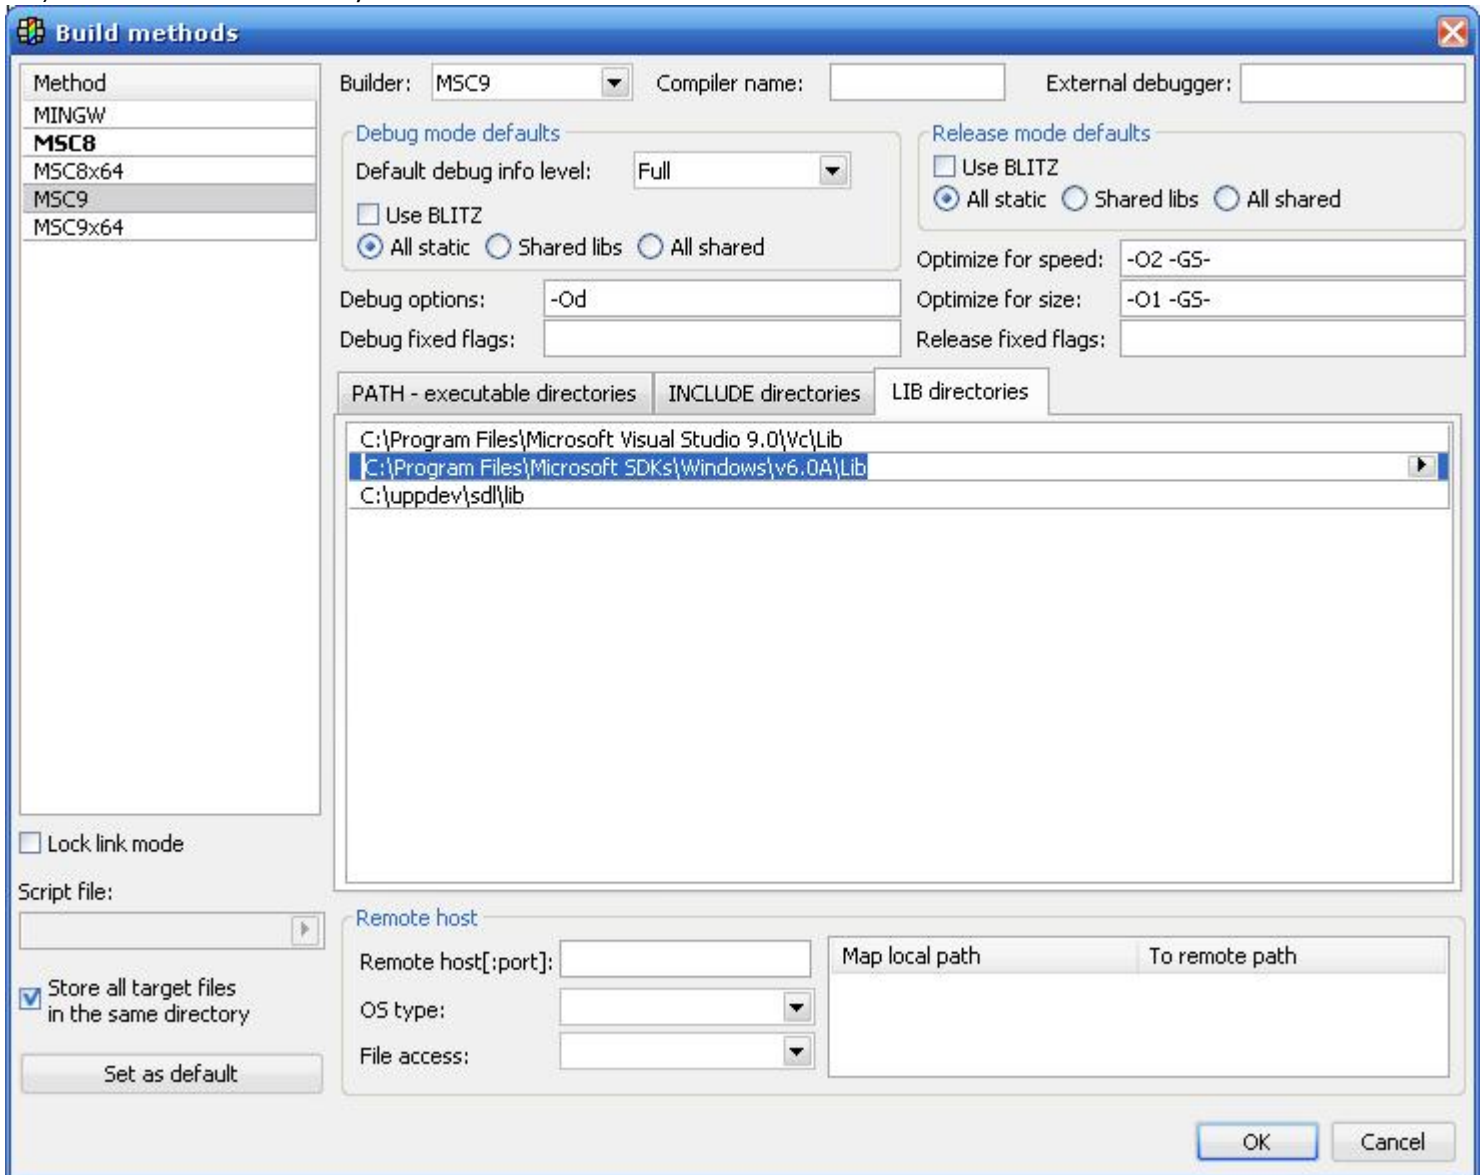 Build methods
Method
MINGW
MSC8
MSC8x64
MSC9
MSC9x64
Builder: MSC9 Compiler name: External debugger:
Debug mode defaults
Default debug info level: Full
Use BLITZ
All static Shared libs All shared
Release mode defaults
Use BLITZ
All static Shared libs All shared
Debug options: -Od
Debug fixed flags:
Optimize for speed: -O2 -GS-
Optimize for size: -O1 -GS-
Release fixed flags:
PATH - executable directories INCLUDE directories LIB directories
C:\Program Files\Microsoft Visual Studio 9.0\Vc\Lib
C:\Program Files\Microsoft SDKs\Windows\v6.0A\Lib
C:\uppdev\sdl\lib
Lock link mode
Script file:
Store all target files
in the same directory
Set as default
Remote host
Remote host[:port]:
OS type:
File access:
Map local path To remote path
OK Cancel